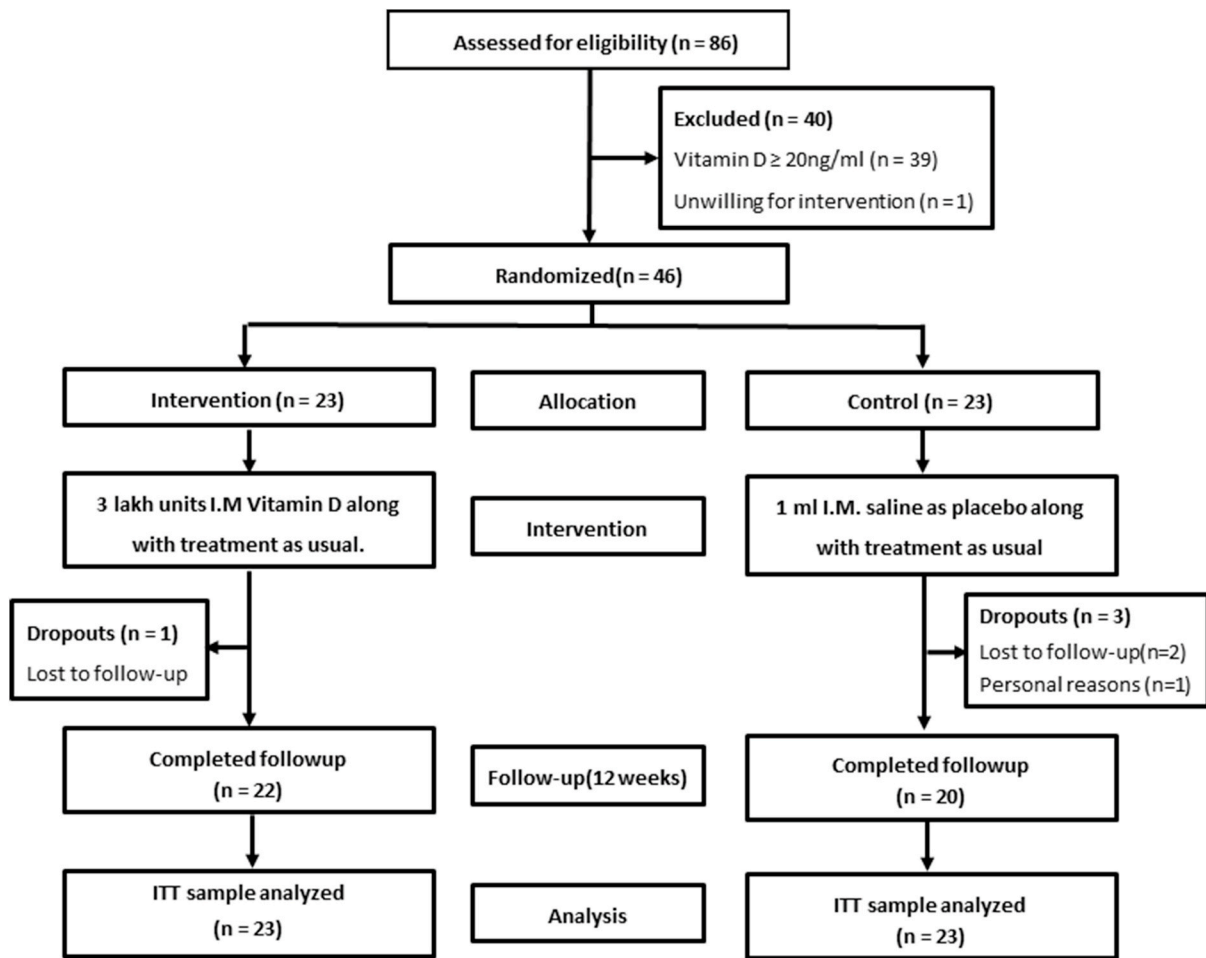 Assessed for eligibility (n = 86)
Excluded (n = 40)
Vitamin D ≥ 20ng/ml (n = 39)
Unwilling for intervention (n = 1)
Randomized(n = 46)
Intervention (n = 23)
Allocation
Control (n = 23)
3 lakh units I.M Vitamin D along
with treatment as usual.
Intervention
1 ml I.M. saline as placebo along
with treatment as usual
Dropouts (n = 1)
Lost to follow-up
Dropouts (n = 3)
Lost to follow-up(n=2)
Personal reasons (n=1)
Completed followup
(n = 22)
Follow-up(12 weeks)
Completed followup
(n = 20)
ITT sample analyzed
(n = 23)
Analysis
ITT sample analyzed
(n = 23)